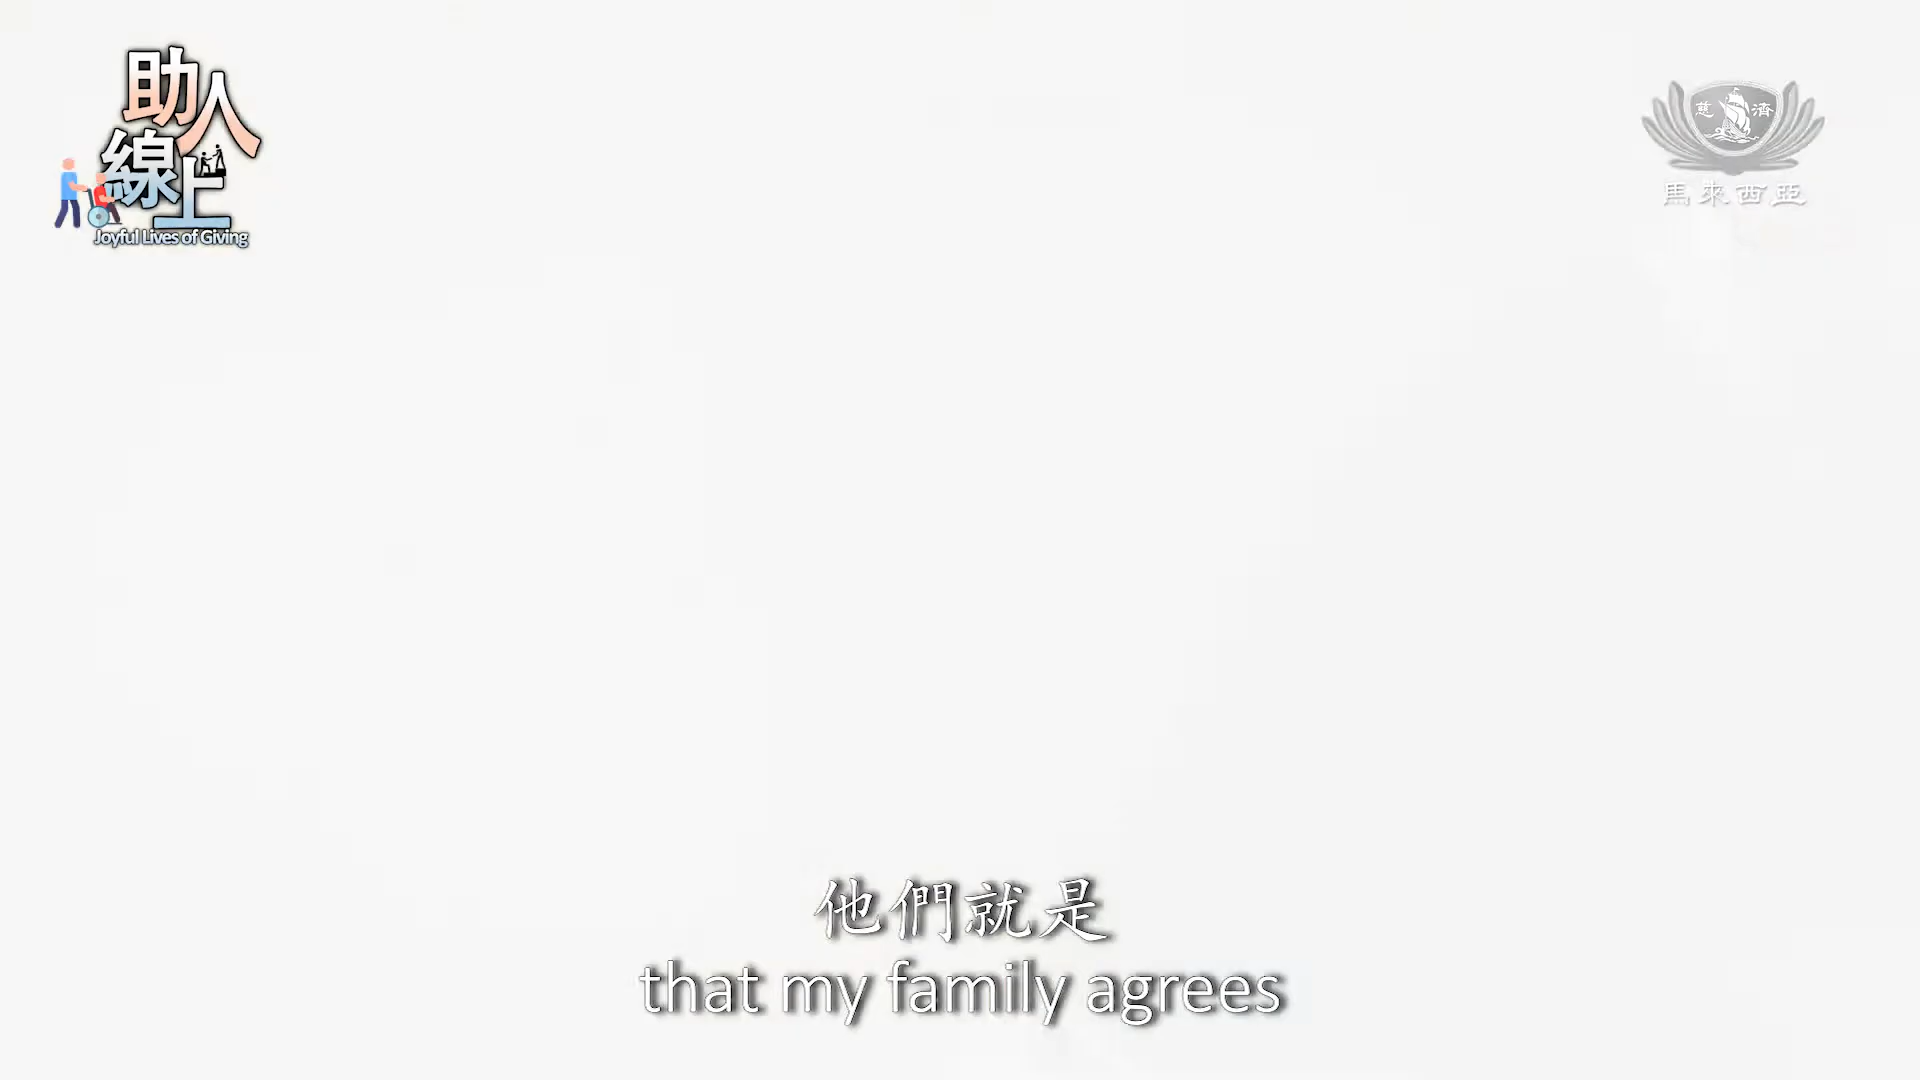 助人
線上
Joyful Lives of Giving
慈濟
馬來西亞
他們就是
that my family agrees